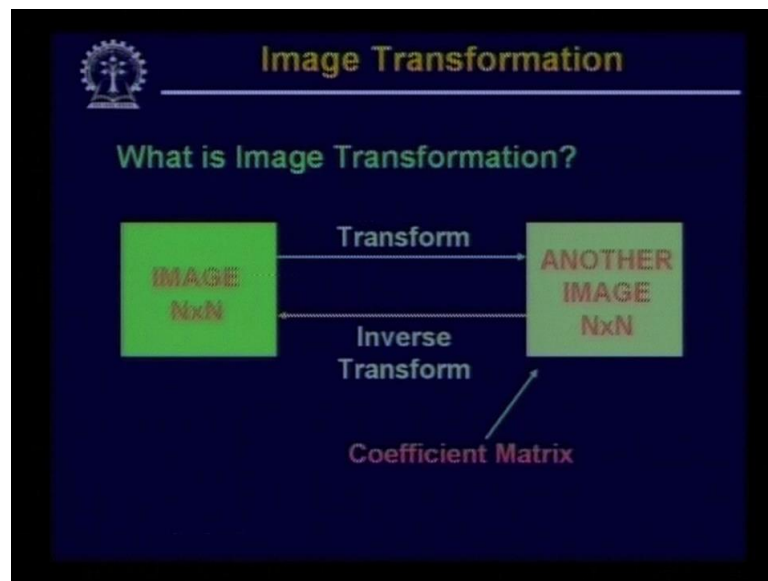 Image Transformation
What is Image Transformation?
Transform
IMAGE
NxN
ANOTHER
IMAGE
NxN
Inverse
Transform
Coefficient Matrix